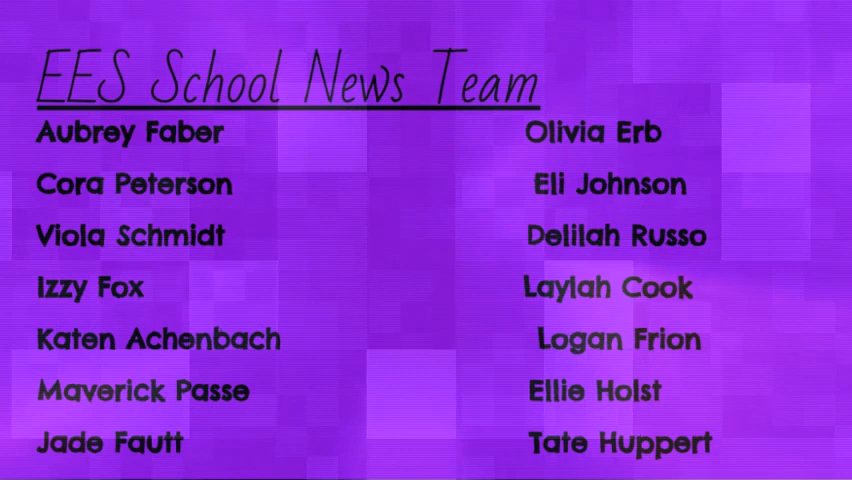 EES School News Team
Aubrey Faber
Cora Peterson
Viola Schmidt
Izzy Fox
Katen Achenbach
Maverick Passe
Jade Fautt
Olivia Erb
Eli Johnson
Delilah Russo
Laylah Cook
Logan Frion
Ellie Holst
Tate Huppert